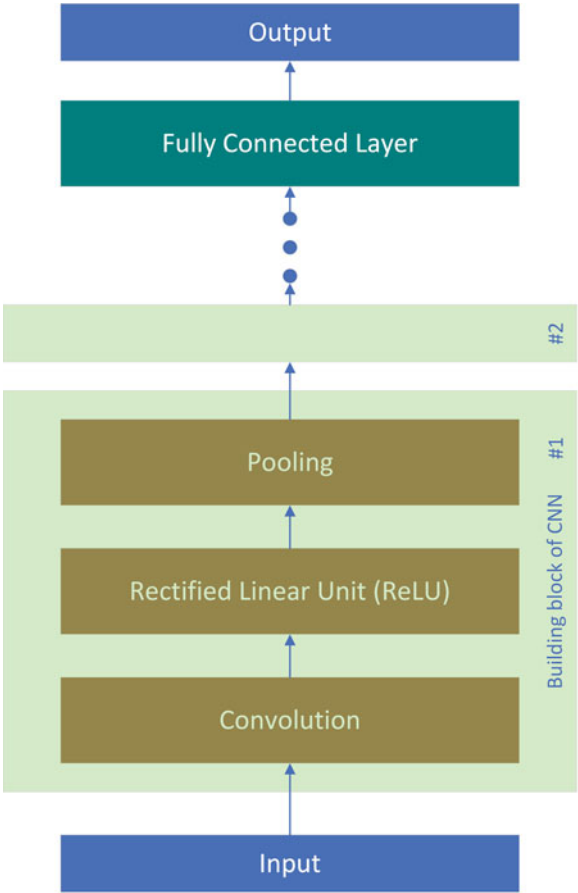 Output
Fully Connected Layer
#2
Pooling
#1
Rectified Linear Unit (ReLU)
Building block of CNN
Convolution
Input